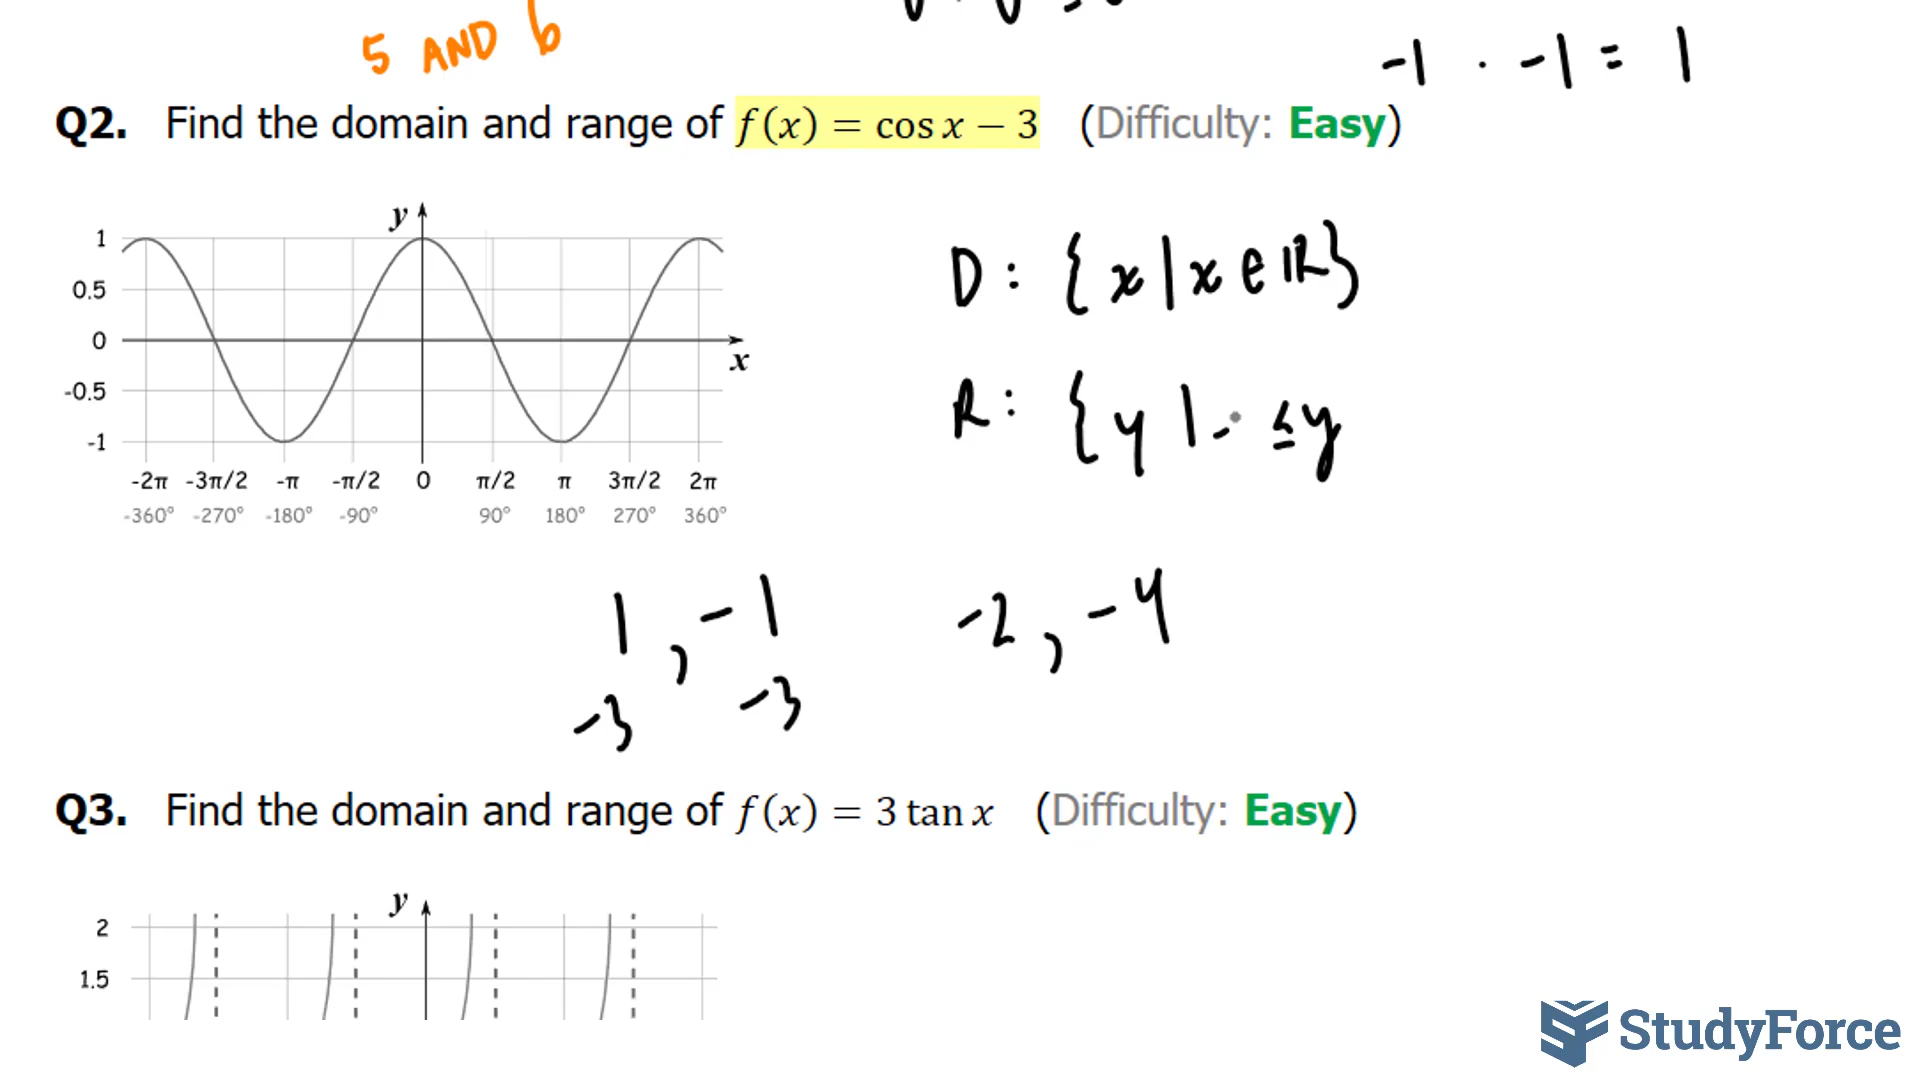 5 AND 6
-1 · -1 = 1
Q2. Find the domain and range of f(x) = cos x − 3 (Difficulty: Easy)
y
1
0.5
0
-0.5
-1
x
-2π -3π/2 -π -π/2 0 π/2 π 3π/2 2π
-360° -270° -180° -90° 90° 180° 270° 360°
D: {x|x∈ℝ}
R: {y|- ≤y
1, -1 -2, -4
-3 -3
Q3. Find the domain and range of f(x) = 3 tan x (Difficulty: Easy)
y
2
1.5
StudyForce